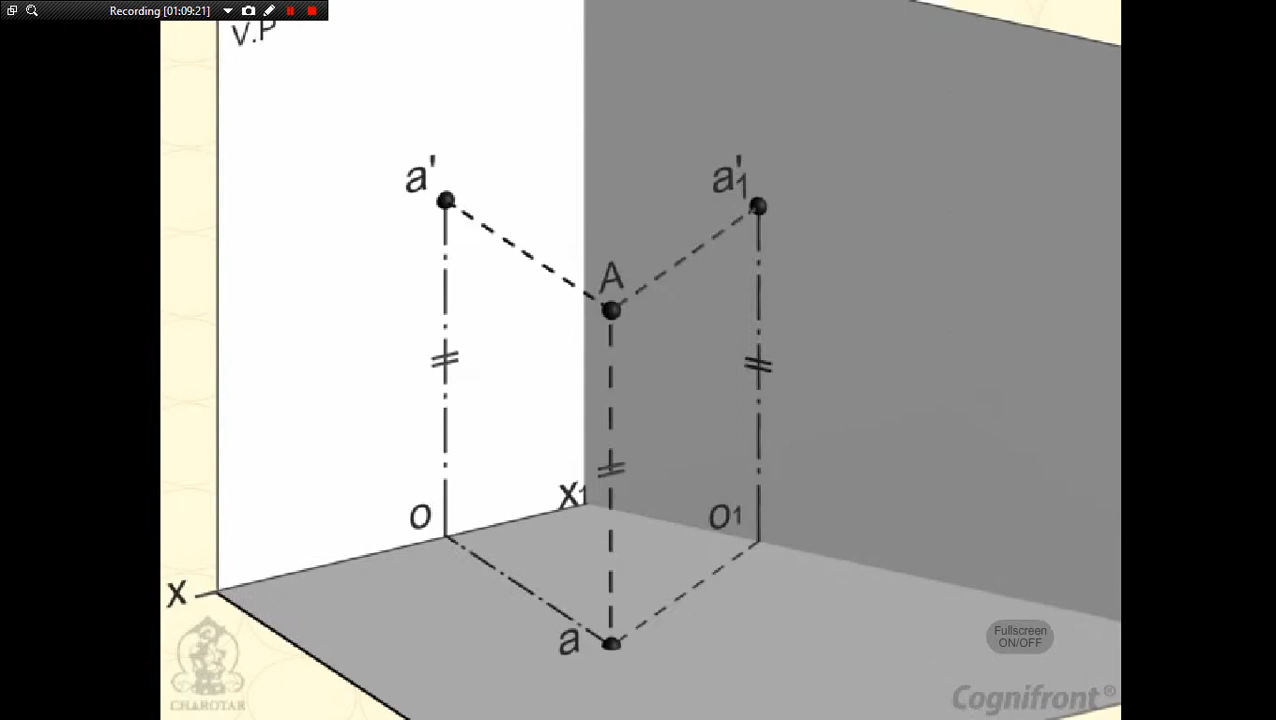 Recording [01:09:21]
V.P
a'
a'1
A
X1
O
O1
X
a
Fullscreen
ON/OFF
CHAROTAR
Cognifront®